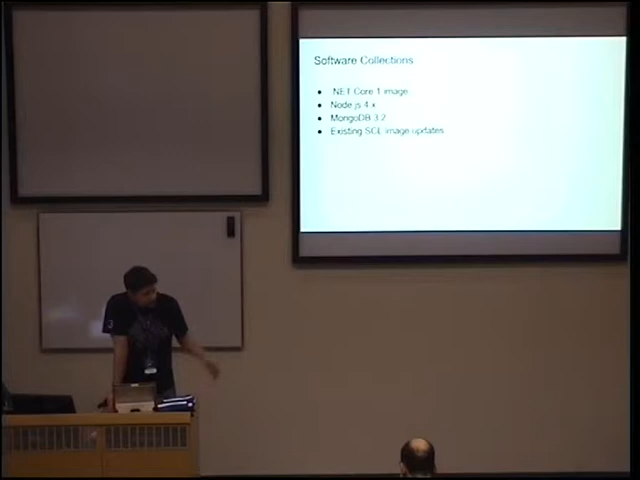 Software Collections
.NET Core 1 image
Node js 4.x
MongoDB 3.2
Existing SCL image updates